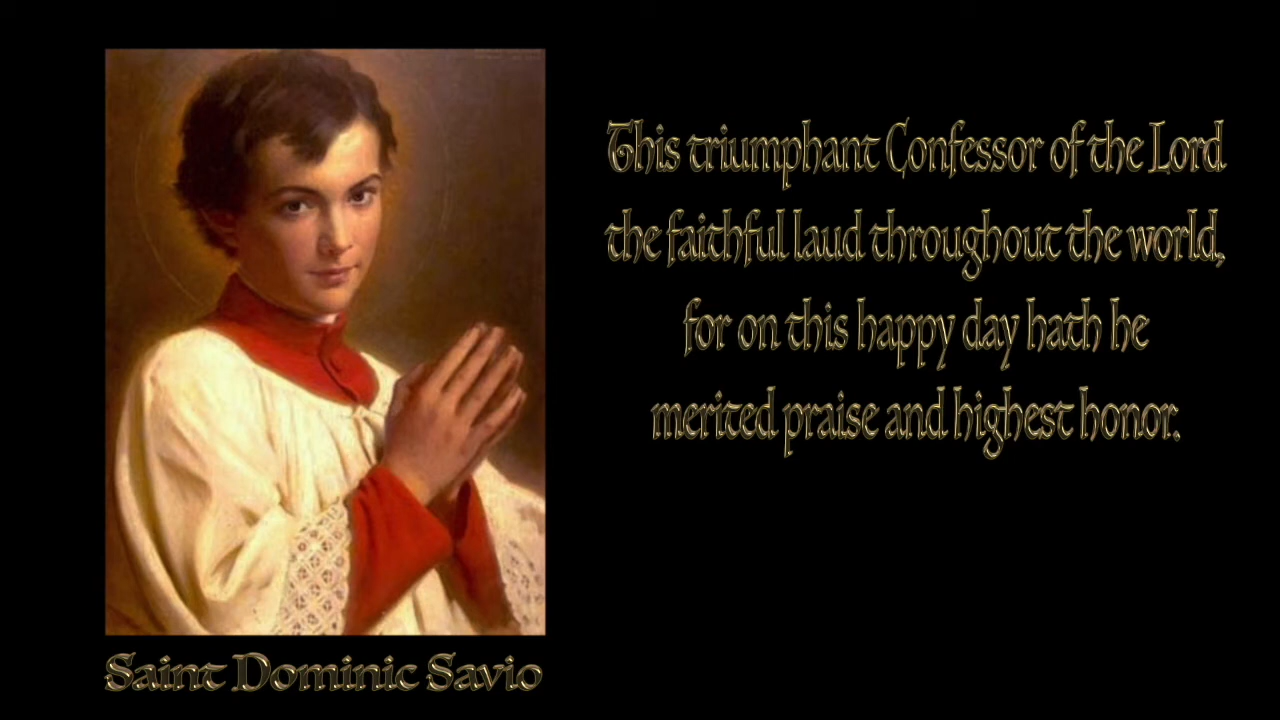 This triumphant Confessor of the Lord
the faithful laud throughout the world,
for on this happy day hath he
merited praise and highest honor.
Saint Dominic Savio